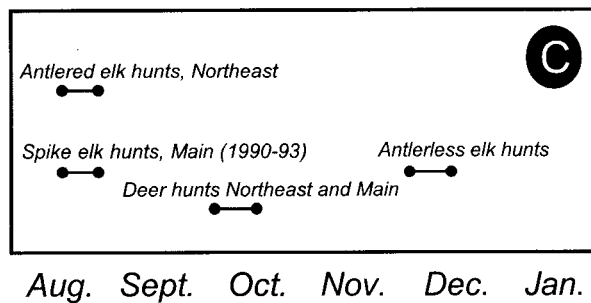 C
Antlered elk hunts, Northeast
Spike elk hunts, Main (1990-93)
Antlerless elk hunts
Deer hunts Northeast and Main
Aug. Sept. Oct. Nov. Dec. Jan.